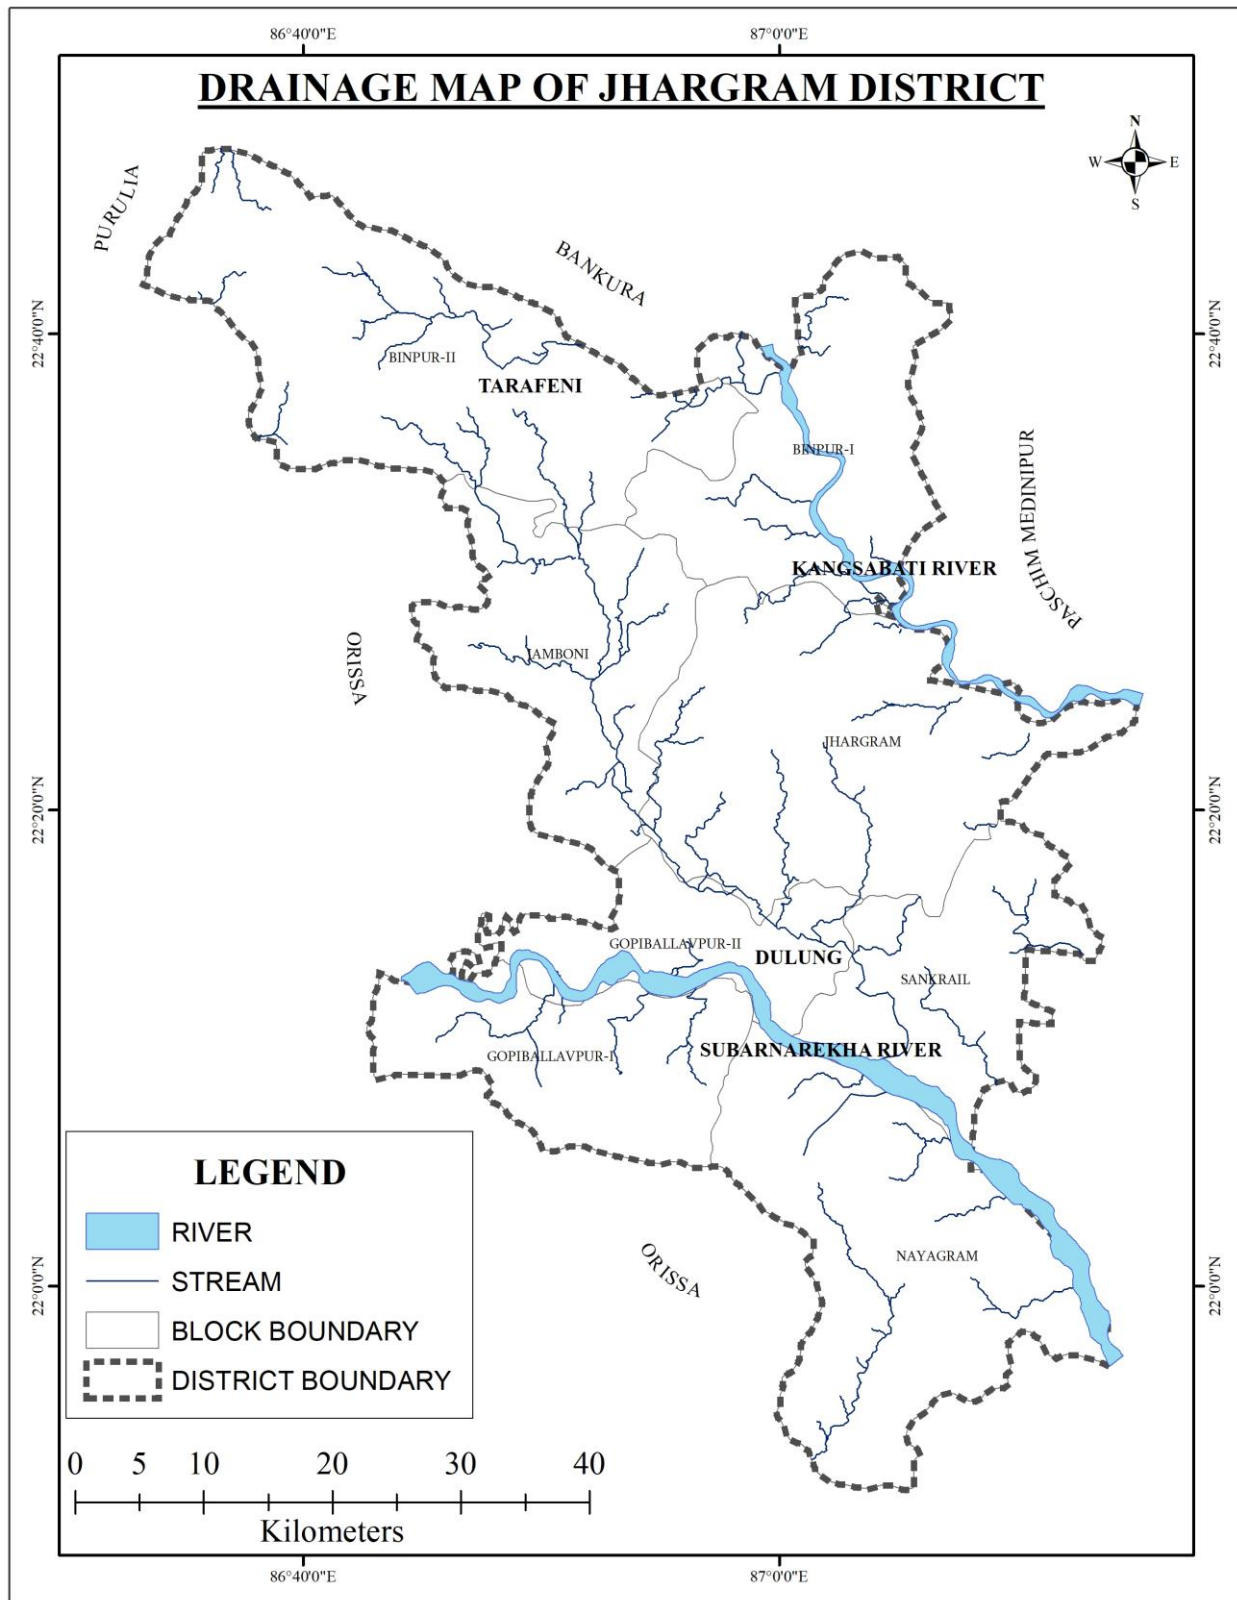 86°40'0"E
87°0'0"E
DRAINAGE MAP OF JHARGRAM DISTRICT
N
W
E
S
PURULIA
BANKURA
22°40'0"N
22°40'0"N
BINPUR-II
TARAFENI
BINPUR-I
PASCHIM MEDINIPUR
KANGSABATI RIVER
ORISSA
JAMBONI
JHARGRAM
22°20'0"N
22°20'0"N
GOPIBALLAVPUR-II
DULUNG
SANKRAIL
GOPIBALLAVPUR-I
SUBARNAREKHA RIVER
ORISSA
NAYAGRAM
22°0'0"N
22°0'0"N
LEGEND
RIVER
STREAM
BLOCK BOUNDARY
DISTRICT BOUNDARY
0 5 10 20 30 40
Kilometers
86°40'0"E
87°0'0"E